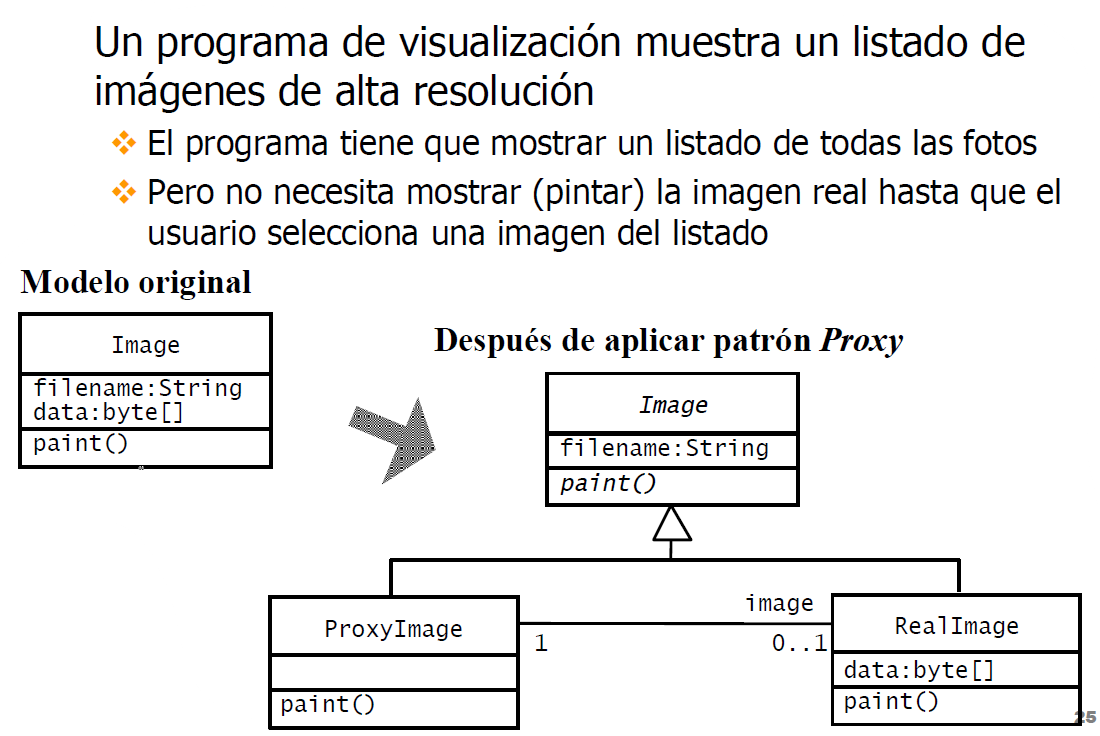 Un programa de visualización muestra un listado de
imágenes de alta resolución
El programa tiene que mostrar un listado de todas las fotos
Pero no necesita mostrar (pintar) la imagen real hasta que el
usuario selecciona una imagen del listado
Modelo original
Image
filename:String
data:byte[]
paint()
Después de aplicar patrón Proxy
Image
filename:String
paint()
ProxyImage
paint()
1
image
0..1
RealImage
data:byte[]
paint()
25